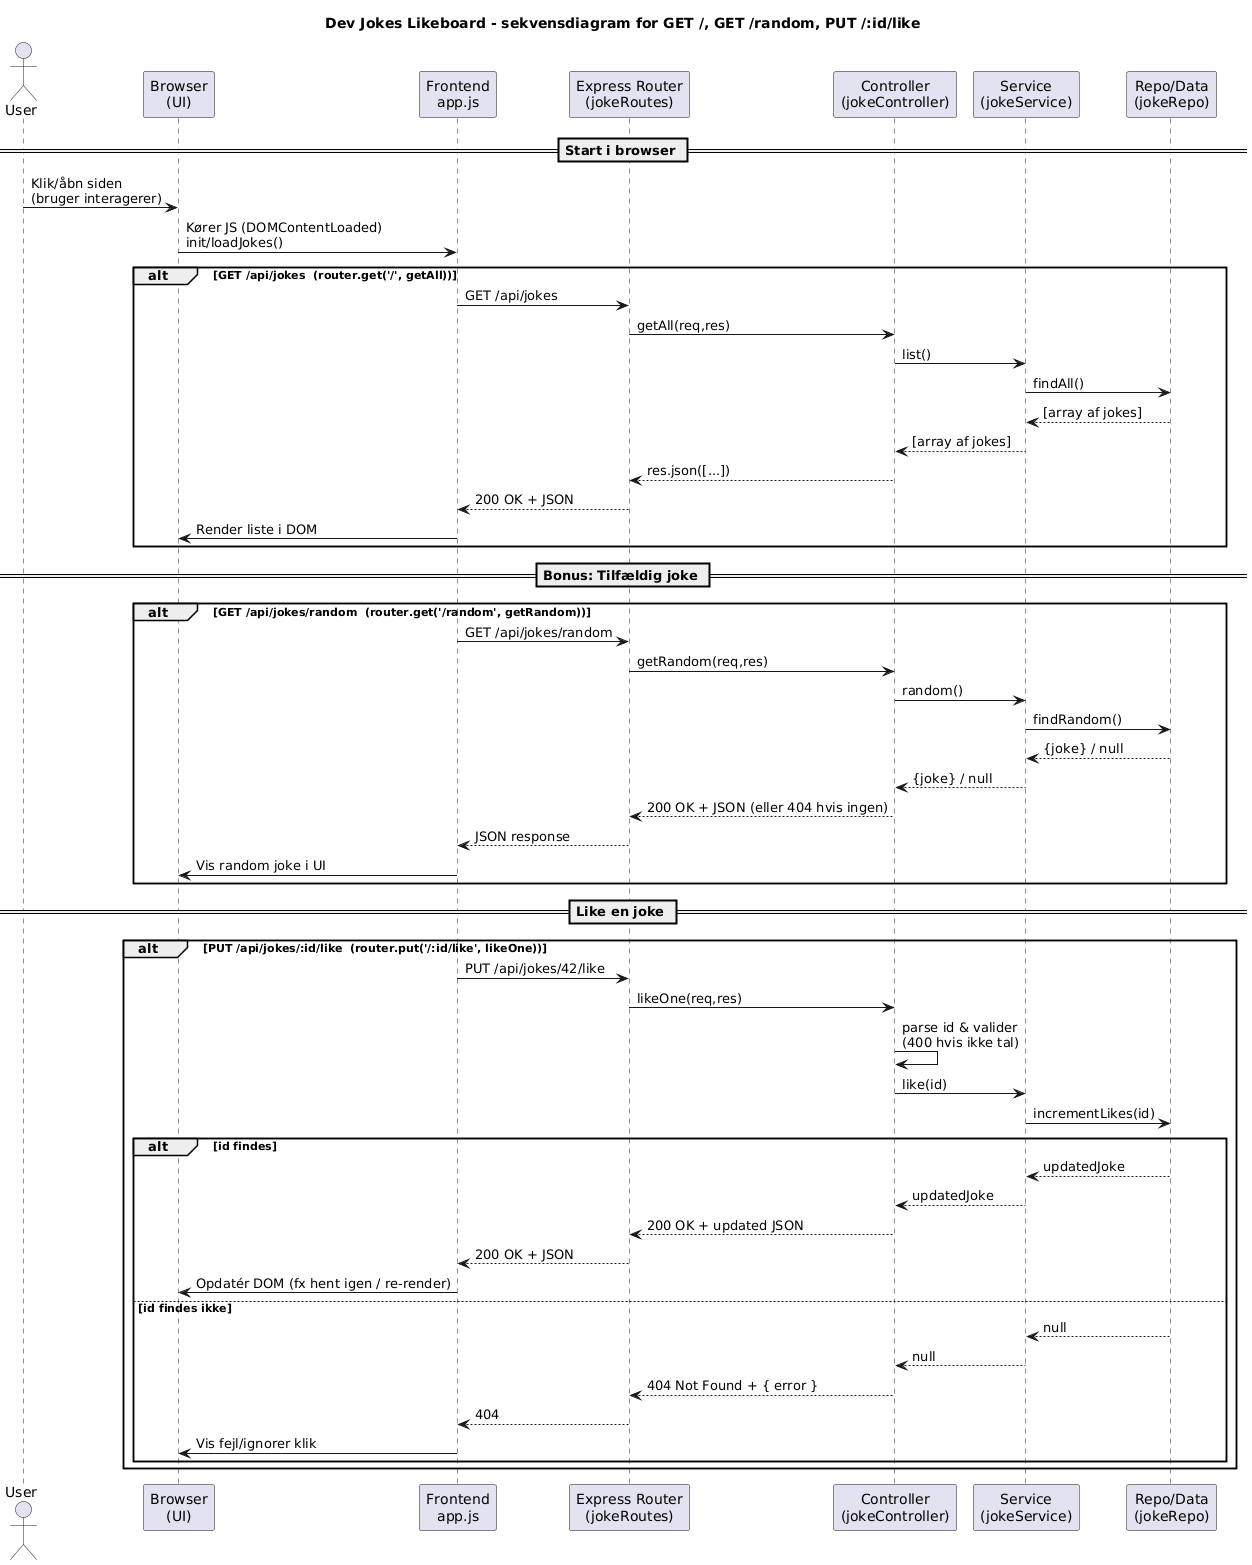 Dev Jokes Likeboard - sekvensdiagram for GET /, GET /random, PUT /:id/like
User
Browser
(UI)
Frontend
app.js
Express Router
(jokeRoutes)
Controller
(jokeController)
Service
(jokeService)
Repo/Data
(jokeRepo)
Start i browser
Klik/åbn siden
(bruger interagerer)
Kører JS (DOMContentLoaded)
init/loadJokes()
alt [GET /api/jokes  (router.get('/', getAll))]
GET /api/jokes
getAll(req,res)
list()
findAll()
[array af jokes]
[array af jokes]
res.json([...])
200 OK + JSON
Render liste i DOM
Bonus: Tilfældig joke
alt [GET /api/jokes/random  (router.get('/random', getRandom))]
GET /api/jokes/random
getRandom(req,res)
random()
findRandom()
{joke} / null
{joke} / null
200 OK + JSON (eller 404 hvis ingen)
JSON response
Vis random joke i UI
Like en joke
alt [PUT /api/jokes/:id/like  (router.put('/:id/like', likeOne))]
PUT /api/jokes/42/like
likeOne(req,res)
parse id & valider
(400 hvis ikke tal)
like(id)
incrementLikes(id)
alt [id findes]
updatedJoke
updatedJoke
200 OK + updated JSON
200 OK + JSON
Opdatér DOM (fx hent igen / re-render)
[id findes ikke]
null
null
404 Not Found + { error }
404
Vis fejl/ignorer klik
User
Browser
(UI)
Frontend
app.js
Express Router
(jokeRoutes)
Controller
(jokeController)
Service
(jokeService)
Repo/Data
(jokeRepo)